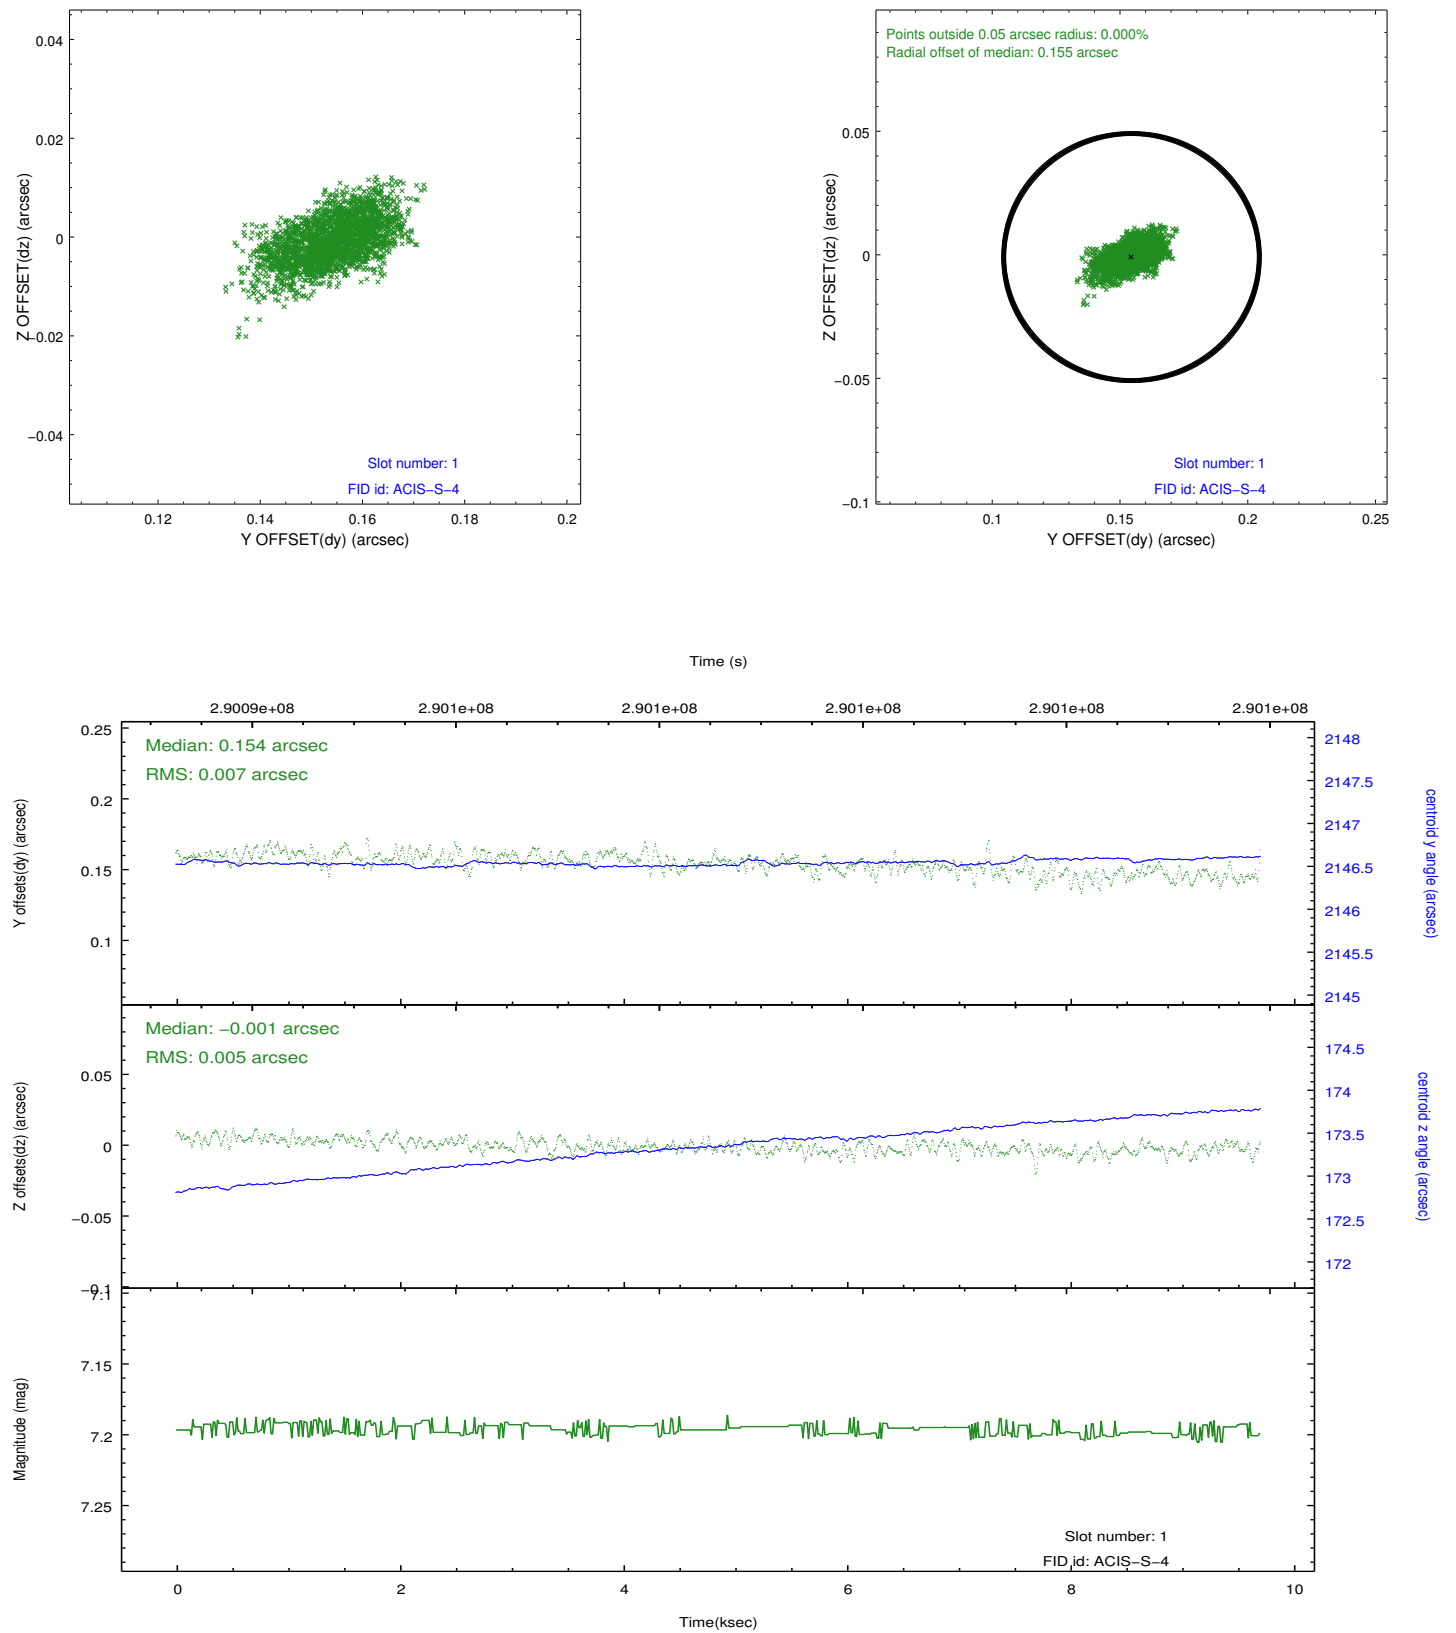 0.04
0.02
0
−0.02
−0.04
Z OFFSET(dz) (arcsec)
Slot number: 1
FID id: ACIS−S−4
0.12 0.14 0.16 0.18 0.2
Y OFFSET(dy) (arcsec)
Points outside 0.05 arcsec radius: 0.000%
Radial offset of median: 0.155 arcsec
0.05
0
−0.05
−0.1
Z OFFSET(dz) (arcsec)
Slot number: 1
FID id: ACIS−S−4
0.1 0.15 0.2 0.25
Y OFFSET(dy) (arcsec)
Time (s)
2.9009e+08 2.901e+08 2.901e+08 2.901e+08 2.901e+08 2.901e+08
Median: 0.154 arcsec
RMS: 0.007 arcsec
0.25
0.2
0.15
0.1
Y offsets(dy) (arcsec)
2148
2147.5
2147
2146.5
2146
2145.5
2145
centroid y angle (arcsec)
Median: −0.001 arcsec
RMS: 0.005 arcsec
0.05
0
−0.05
−0.1
Z offsets(dz) (arcsec)
174.5
174
173.5
173
172.5
172
centroid z angle (arcsec)
7.1
7.15
7.2
7.25
Magnitude (mag)
Slot number: 1
FID id: ACIS−S−4
0 2 4 6 8 10
Time(ksec)